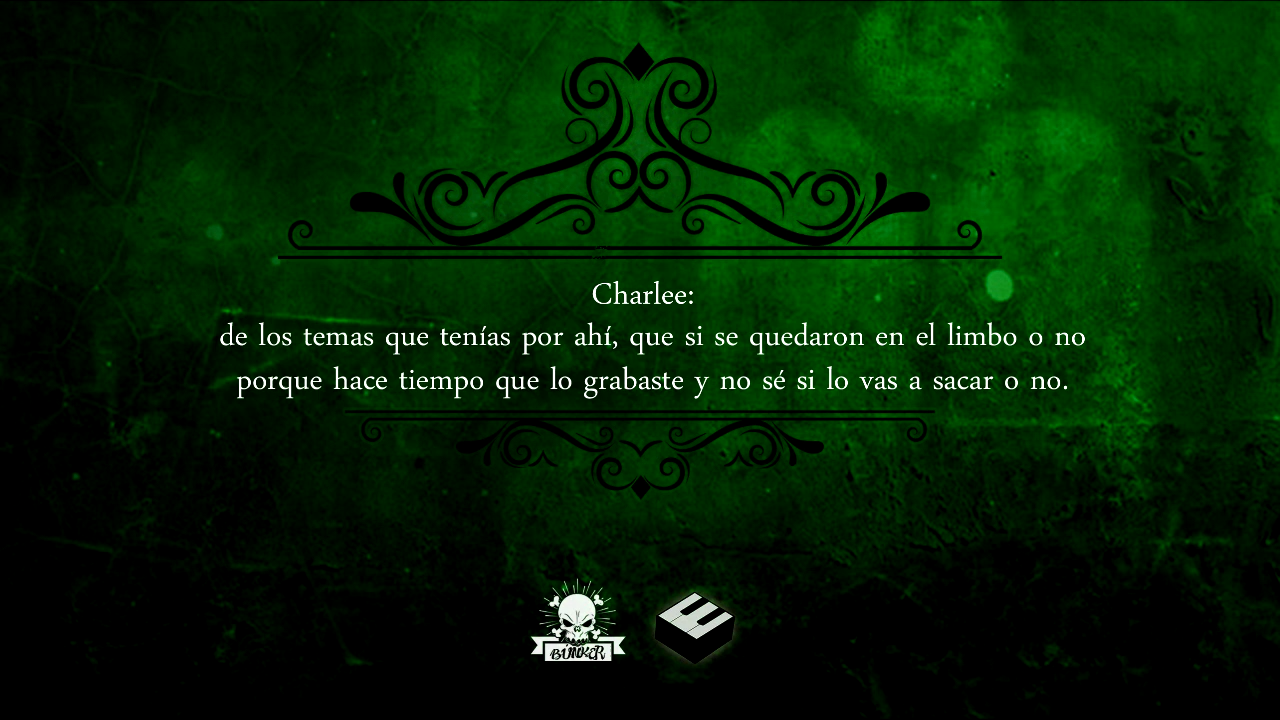 Charlee:
de los temas que tenías por ahí, que si se quedaron en el limbo o no
porque hace tiempo que lo grabaste y no sé si lo vas a sacar o no.
BUNKER